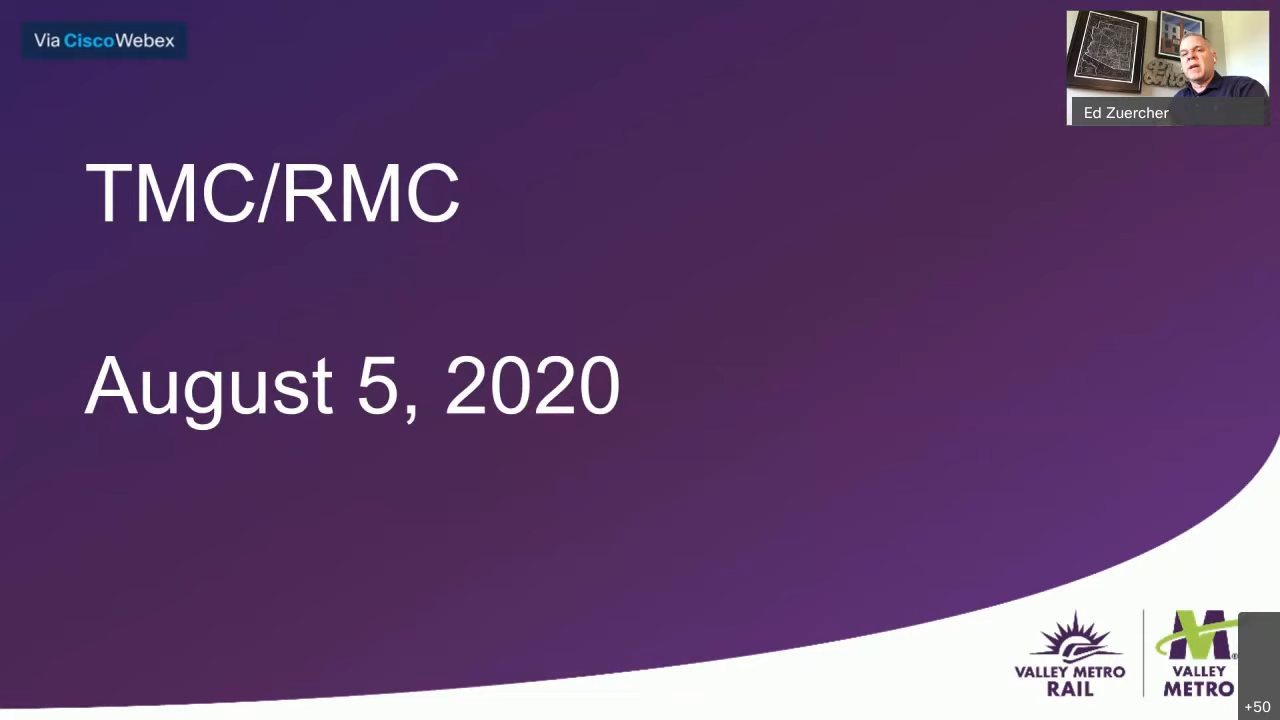 Via CiscoWebex
Ed Zuercher
TMC/RMC
August 5, 2020
VALLEY METRO
RAIL
VALLEY
METRO
+50